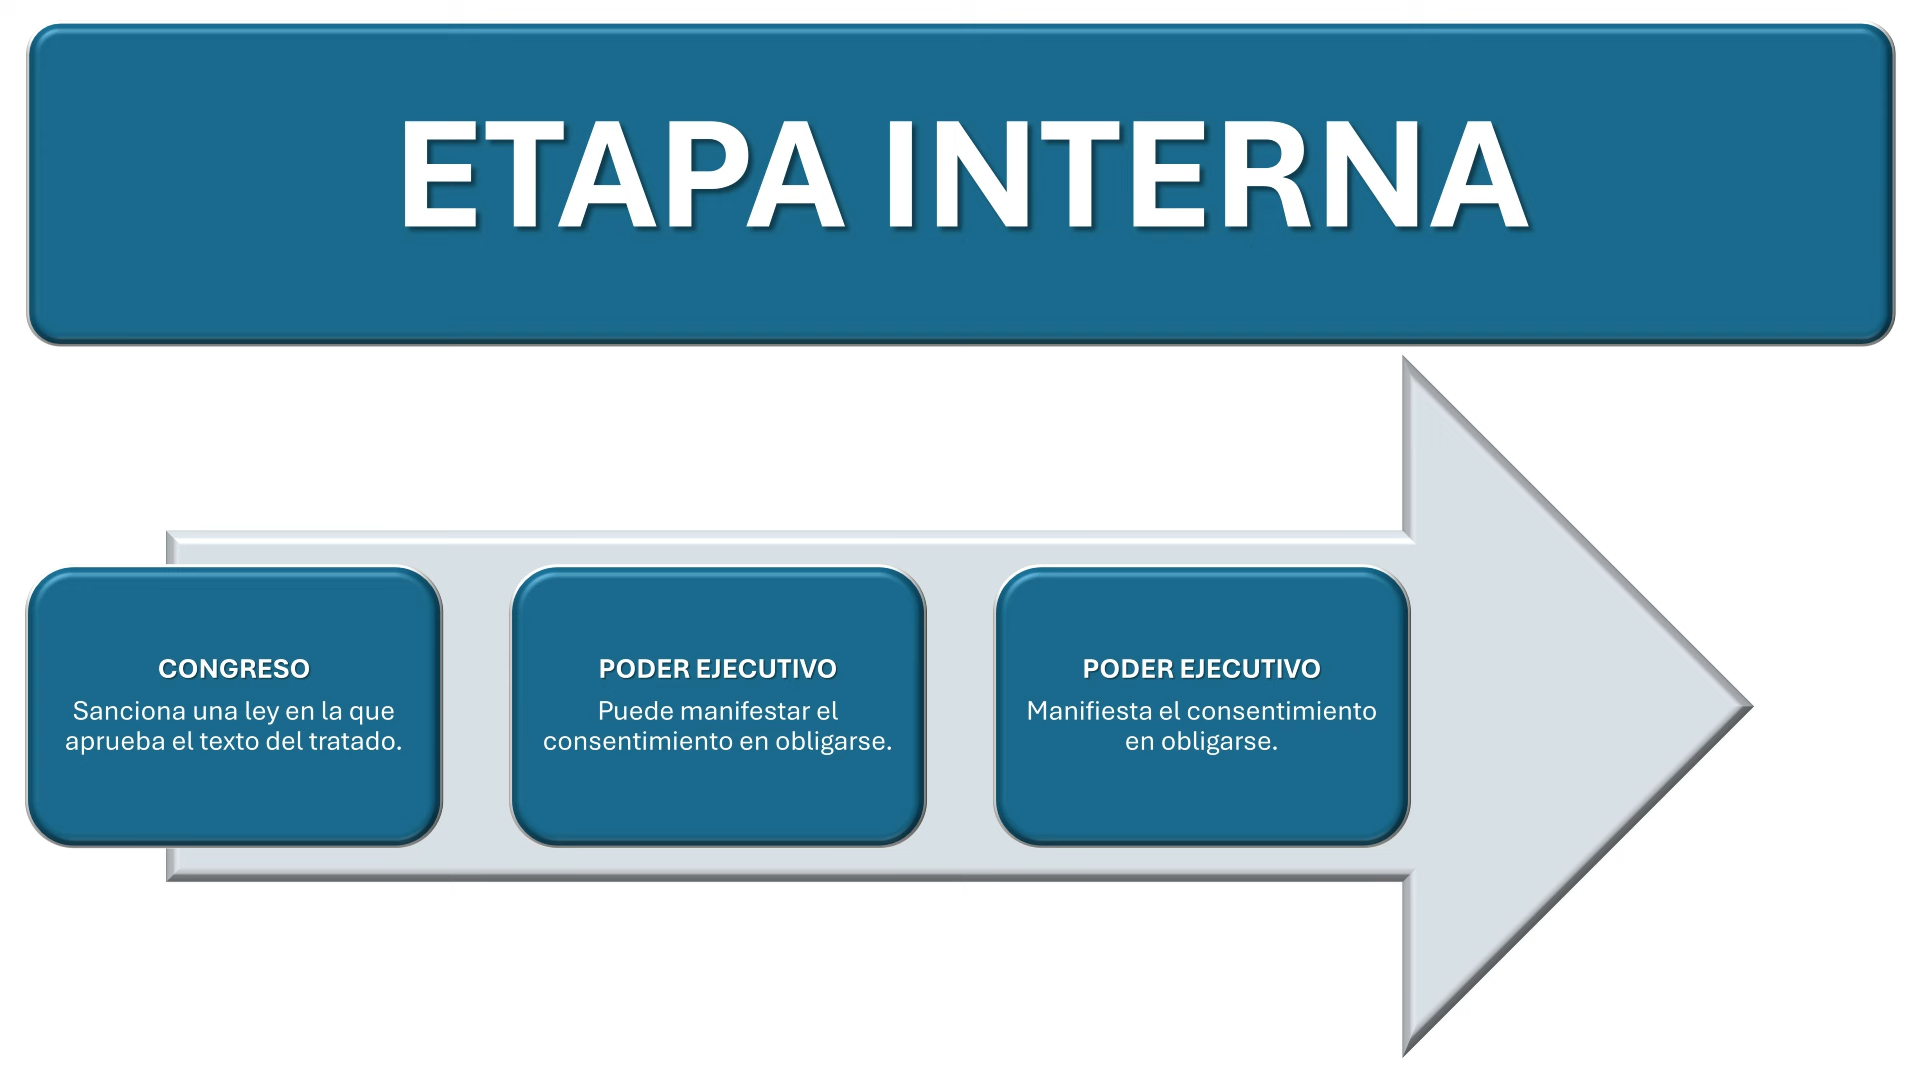 ETAPA INTERNA
CONGRESO
Sanciona una ley en la que
aprueba el texto del tratado.
PODER EJECUTIVO
Puede manifestar el
consentimiento en obligarse.
PODER EJECUTIVO
Manifiesta el consentimiento
en obligarse.